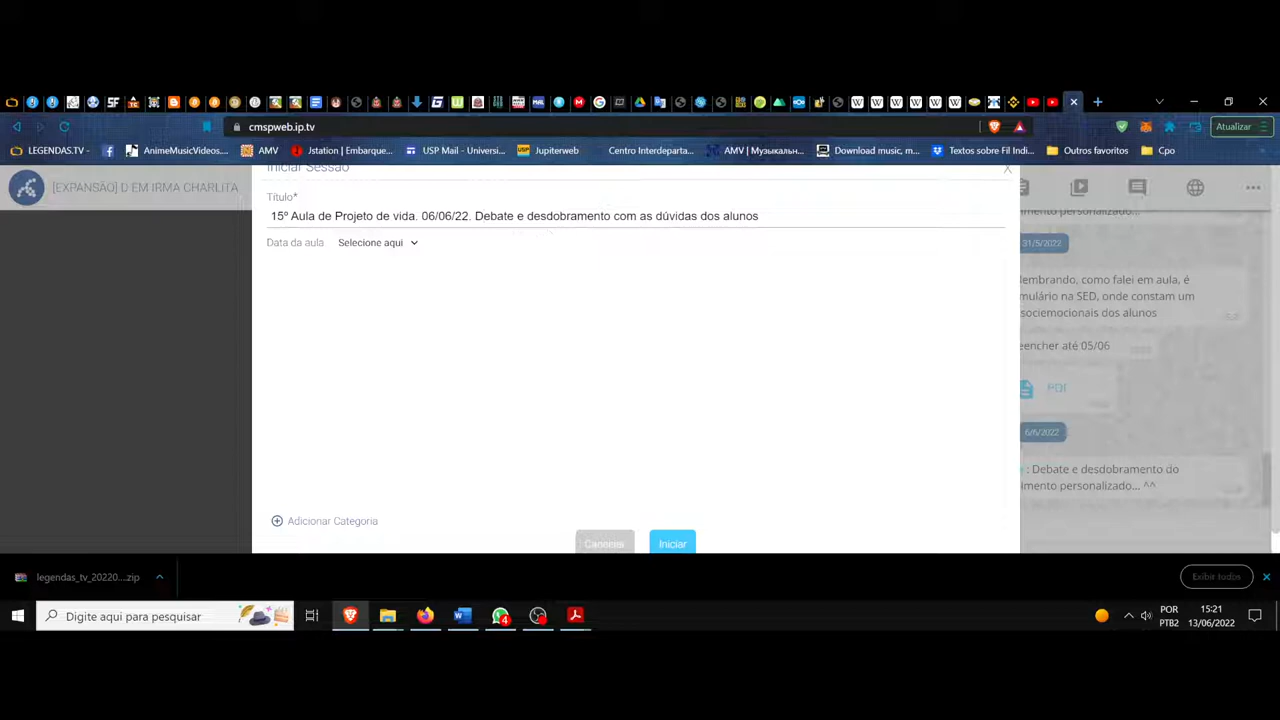 cmspweb.ip.tv
Atualizar
LEGENDAS.TV -
AnimeMusicVideos...
AMV
Jstation | Embarque...
USP Mail - Universi...
Jupiterweb
Centro Interdeparta...
AMV | Музыкальн...
Download music, m...
Textos sobre Fil Indi...
Outros favoritos
Cpo
Iniciar Sessão
X
[EXPANSÃO] D EM IRMA CHARLITA
Título*
15º Aula de Projeto de vida. 06/06/22. Debate e desdobramento com as dúvidas dos alunos
Data da aula Selecione aqui
imento personalizado...
31/5/2022
lembrando, como falei em aula, é
mulário na SED, onde constam um
sociemocionais dos alunos
eencher até 05/06
PDF
6/6/2022
: Debate e desdobramento do
imento personalizado... ^^
Adicionar Categoria
Cancela
Iniciar
legendas_tv_20220....zip
Exibir todos
Digite aqui para pesquisar
4
POR
PTB2
15:21
13/06/2022